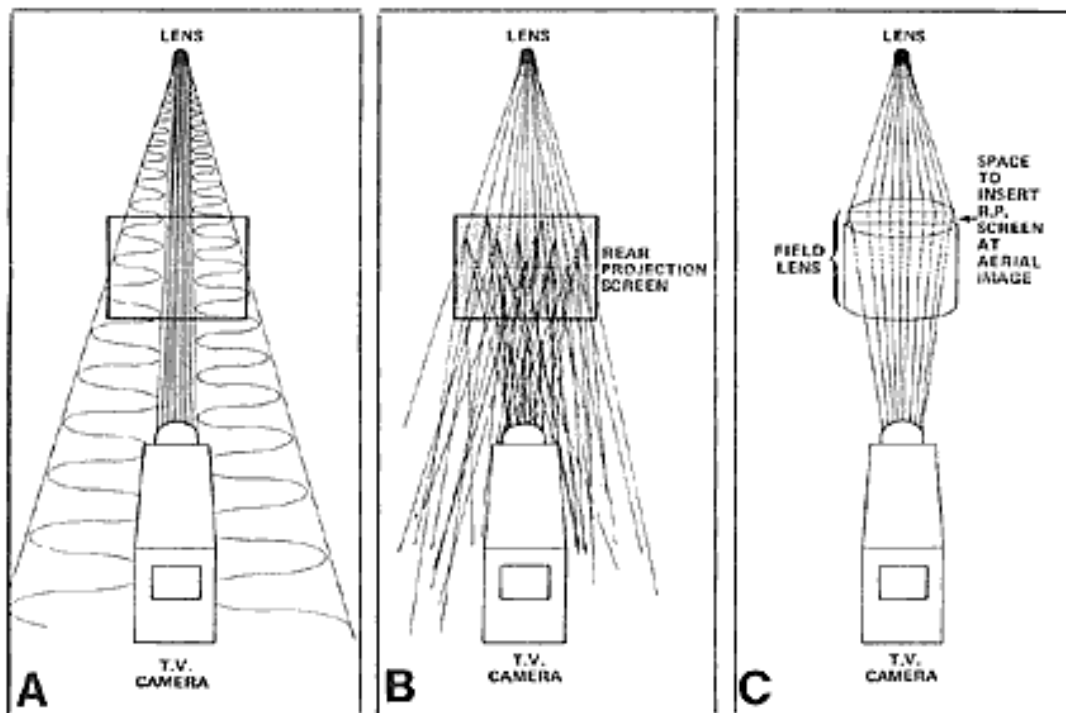 LENS
T.V.
CAMERA
A
LENS
REAR
PROJECTION
SCREEN
T.V.
CAMERA
B
LENS
SPACE
TO
INSERT
R.P.
SCREEN
AT
AERIAL
IMAGE
FIELD
LENS
T.V.
CAMERA
C